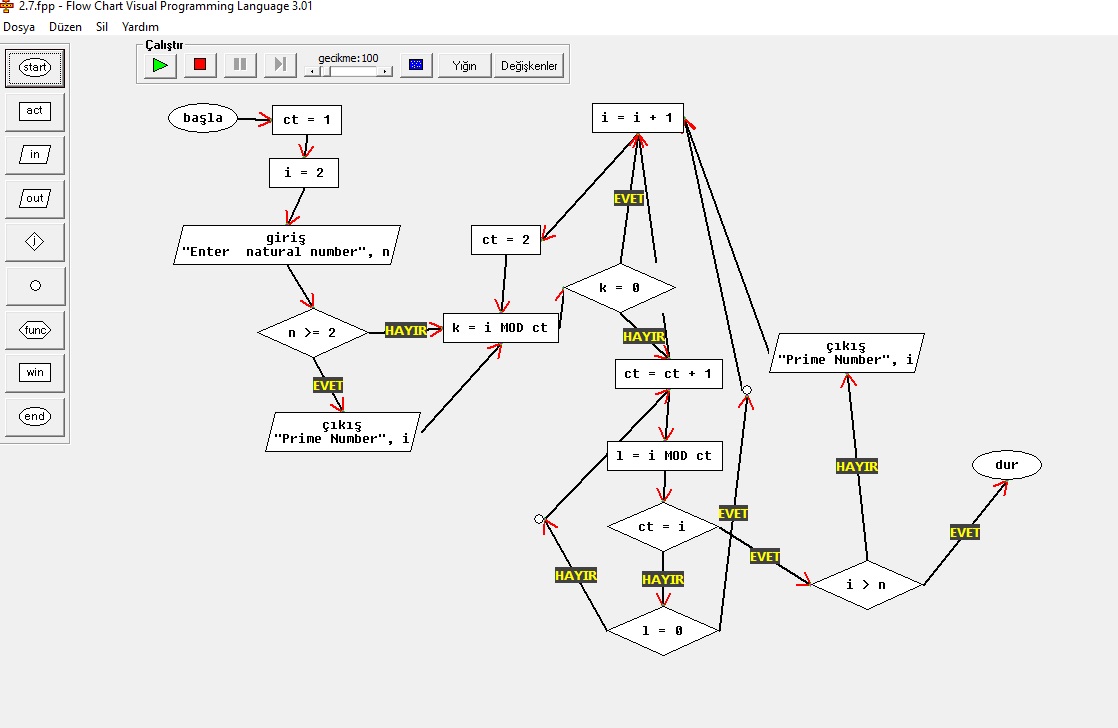 2.7.fpp - Flow Chart Visual Programming Language 3.01
Dosya Düzen Sil Yardım
Çalıştır
gecikme:100
Yığın
Değişkenler
start
act
in
out
func
win
end
başla
ct = 1
i = 2
giriş
"Enter  natural number", n
n >= 2
HAYIR
EVET
çıkış
"Prime Number", i
k = i MOD ct
ct = 2
i = i + 1
EVET
k = 0
HAYIR
ct = ct + 1
l = i MOD ct
ct = i
EVET
EVET
HAYIR
HAYIR
l = 0
çıkış
"Prime Number", i
HAYIR
i > n
EVET
dur